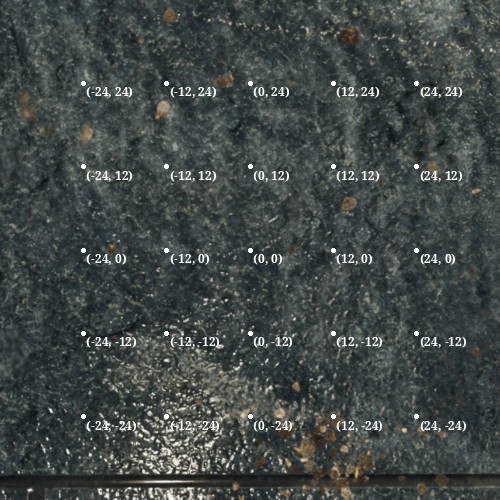 (-24, 24) (-12, 24) (0, 24) (12, 24) (24, 24)
(-24, 12) (-12, 12) (0, 12) (12, 12) (24, 12)
(-24, 0) (-12, 0) (0, 0) (12, 0) (24, 0)
(-24, -12) (-12, -12) (0, -12) (12, -12) (24, -12)
(-24, -24) (-12, -24) (0, -24) (12, -24) (24, -24)